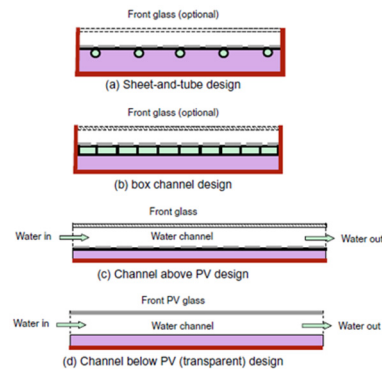 Front glass (optional)
(a) Sheet-and-tube design
Front glass (optional)
(b) box channel design
Front glass
Water in
Water channel
Water out
(c) Channel above PV design
Front PV glass
Water in
Water channel
Water out
(d) Channel below PV (transparent) design